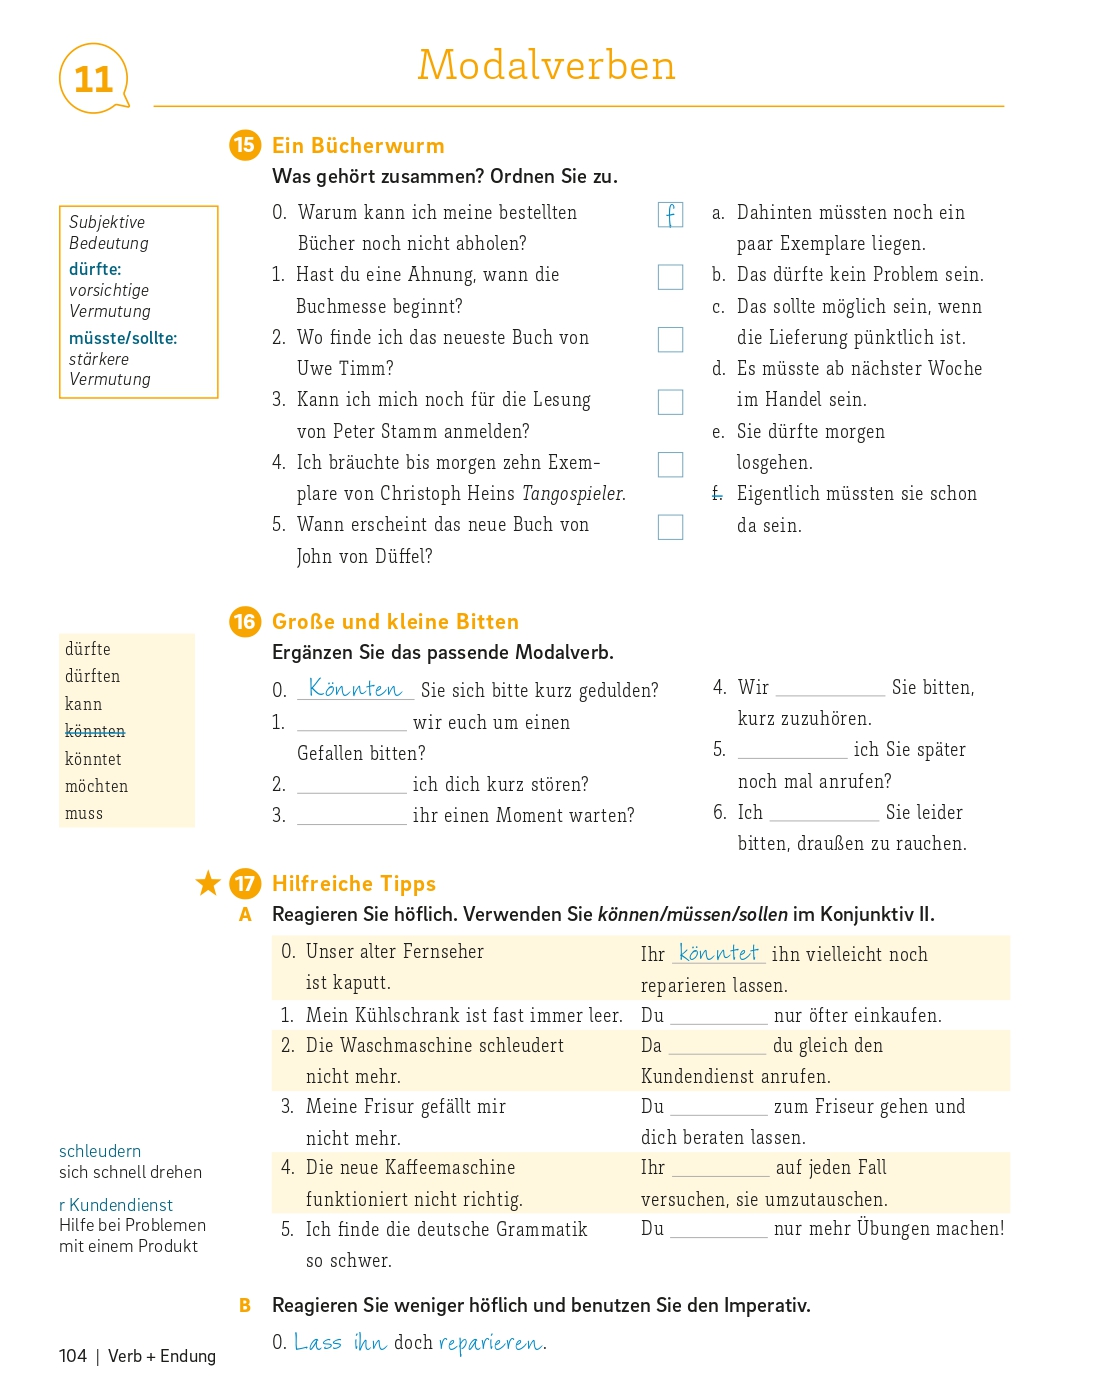 11
Modalverben
15 Ein Bücherwurm
Was gehört zusammen? Ordnen Sie zu.
Subjektive
Bedeutung
dürfte:
vorsichtige
Vermutung
müsste/sollte:
stärkere
Vermutung
0. Warum kann ich meine bestellten
Bücher noch nicht abholen?
1. Hast du eine Ahnung, wann die
Buchmesse beginnt?
2. Wo finde ich das neueste Buch von
Uwe Timm?
3. Kann ich mich noch für die Lesung
von Peter Stamm anmelden?
4. Ich bräuchte bis morgen zehn Exem-
plare von Christoph Heins Tangospieler.
5. Wann erscheint das neue Buch von
John von Düffel?
f
a. Dahinten müssten noch ein
paar Exemplare liegen.
b. Das dürfte kein Problem sein.
c. Das sollte möglich sein, wenn
die Lieferung pünktlich ist.
d. Es müsste ab nächster Woche
im Handel sein.
e. Sie dürfte morgen
losgehen.
f. Eigentlich müssten sie schon
da sein.
16 Große und kleine Bitten
Ergänzen Sie das passende Modalverb.
dürfte
dürften
kann
könnten
könntet
möchten
muss
0. Könnten Sie sich bitte kurz gedulden?
1. ___________ wir euch um einen
Gefallen bitten?
2. ___________ ich dich kurz stören?
3. ___________ ihr einen Moment warten?
4. Wir ___________ Sie bitten,
kurz zuzuhören.
5. ___________ ich Sie später
noch mal anrufen?
6. Ich ___________ Sie leider
bitten, draußen zu rauchen.
17 Hilfreiche Tipps
A Reagieren Sie höflich. Verwenden Sie können/müssen/sollen im Konjunktiv II.
0. Unser alter Fernseher
ist kaputt.
Ihr könntet ihn vielleicht noch
reparieren lassen.
1. Mein Kühlschrank ist fast immer leer.
Du __________ nur öfter einkaufen.
2. Die Waschmaschine schleudert
nicht mehr.
Da __________ du gleich den
Kundendienst anrufen.
3. Meine Frisur gefällt mir
nicht mehr.
Du __________ zum Friseur gehen und
dich beraten lassen.
4. Die neue Kaffeemaschine
funktioniert nicht richtig.
Ihr __________ auf jeden Fall
versuchen, sie umzutauschen.
5. Ich finde die deutsche Grammatik
so schwer.
Du __________ nur mehr Übungen machen!
schleudern
sich schnell drehen
r Kundendienst
Hilfe bei Problemen
mit einem Produkt
B Reagieren Sie weniger höflich und benutzen Sie den Imperativ.
0. Lass ihn doch reparieren.
104 | Verb + Endung